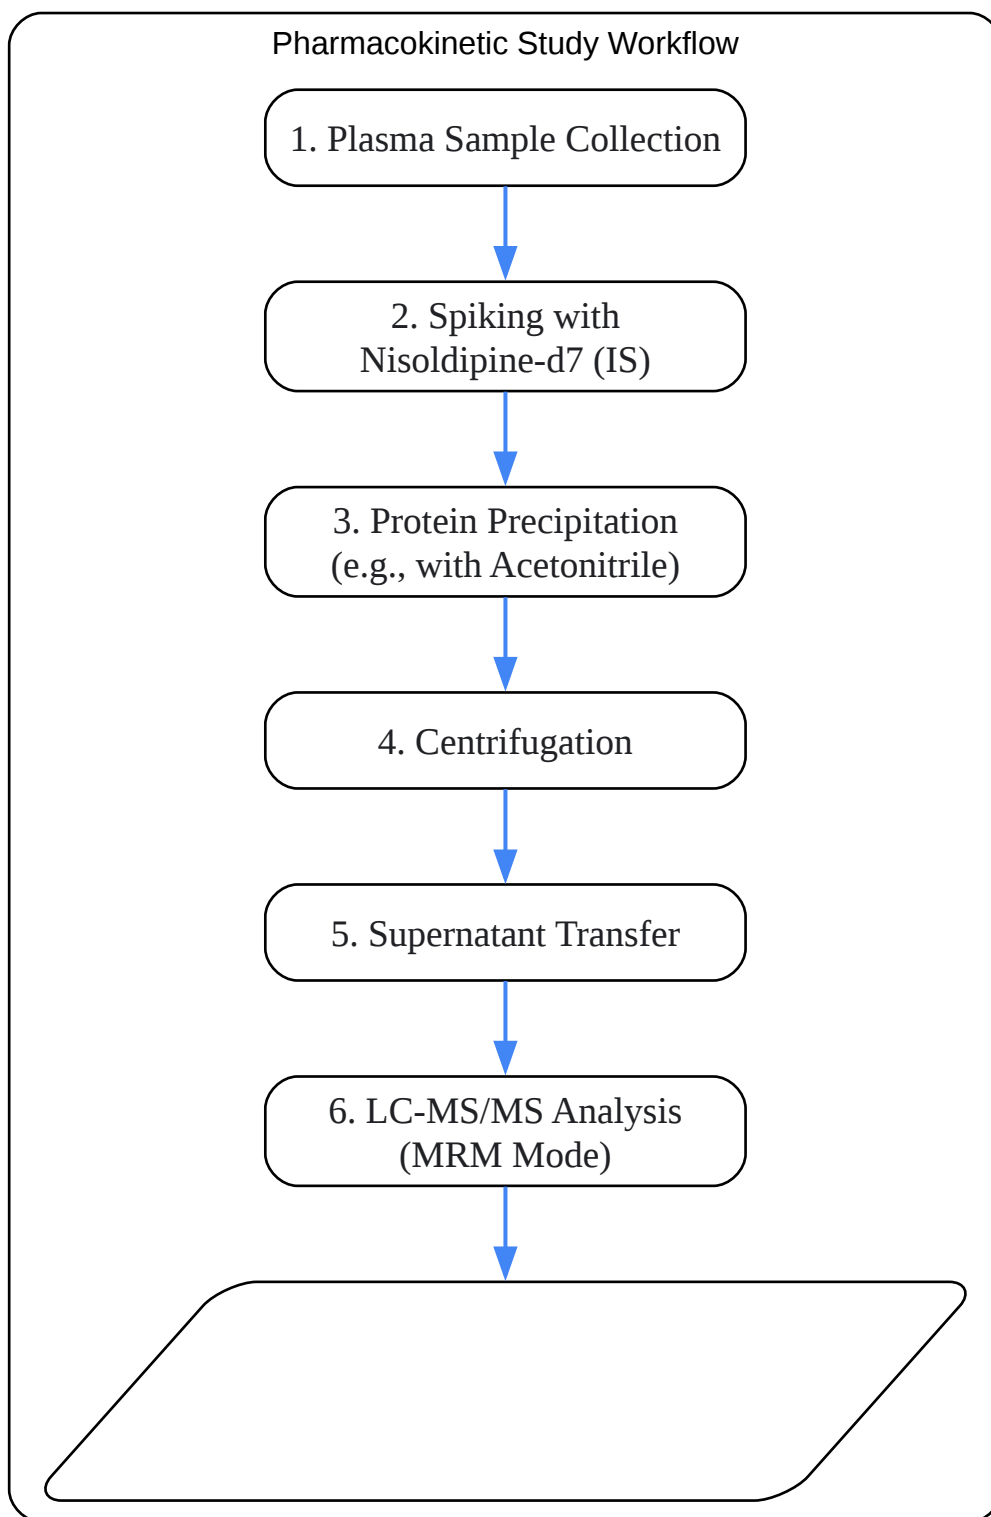 Pharmacokinetic Study Workflow
1. Plasma Sample Collection
2. Spiking with
Nisoldipine-d7 (IS)
3. Protein Precipitation
(e.g., with Acetonitrile)
4. Centrifugation
5. Supernatant Transfer
6. LC-MS/MS Analysis
(MRM Mode)